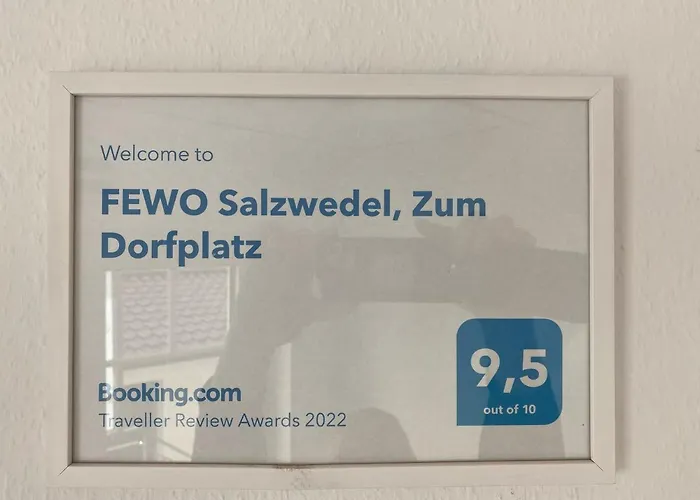 Welcome to
FEWO Salzwedel, Zum
Dorfplatz
Booking.com
Traveller Review Awards 2022
9,5
out of 10